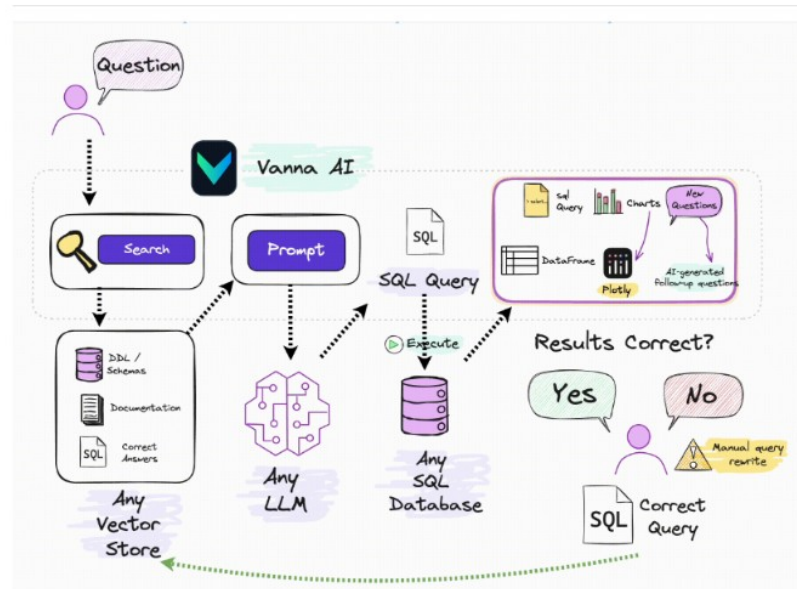 Question
Vanna AI
Search
Prompt
SQL
SQL Query
Sql
Query
Charts
New
Questions
DataFrame
Plotly
AI-generated
follow-up questions
DDL /
Schemas
Documentation
SQL
Correct
Answers
Any
Vector
Store
Any
LLM
Execute
Any
SQL
Database
Results Correct?
Yes
No
Manual query
rewrite
SQL
Correct
Query